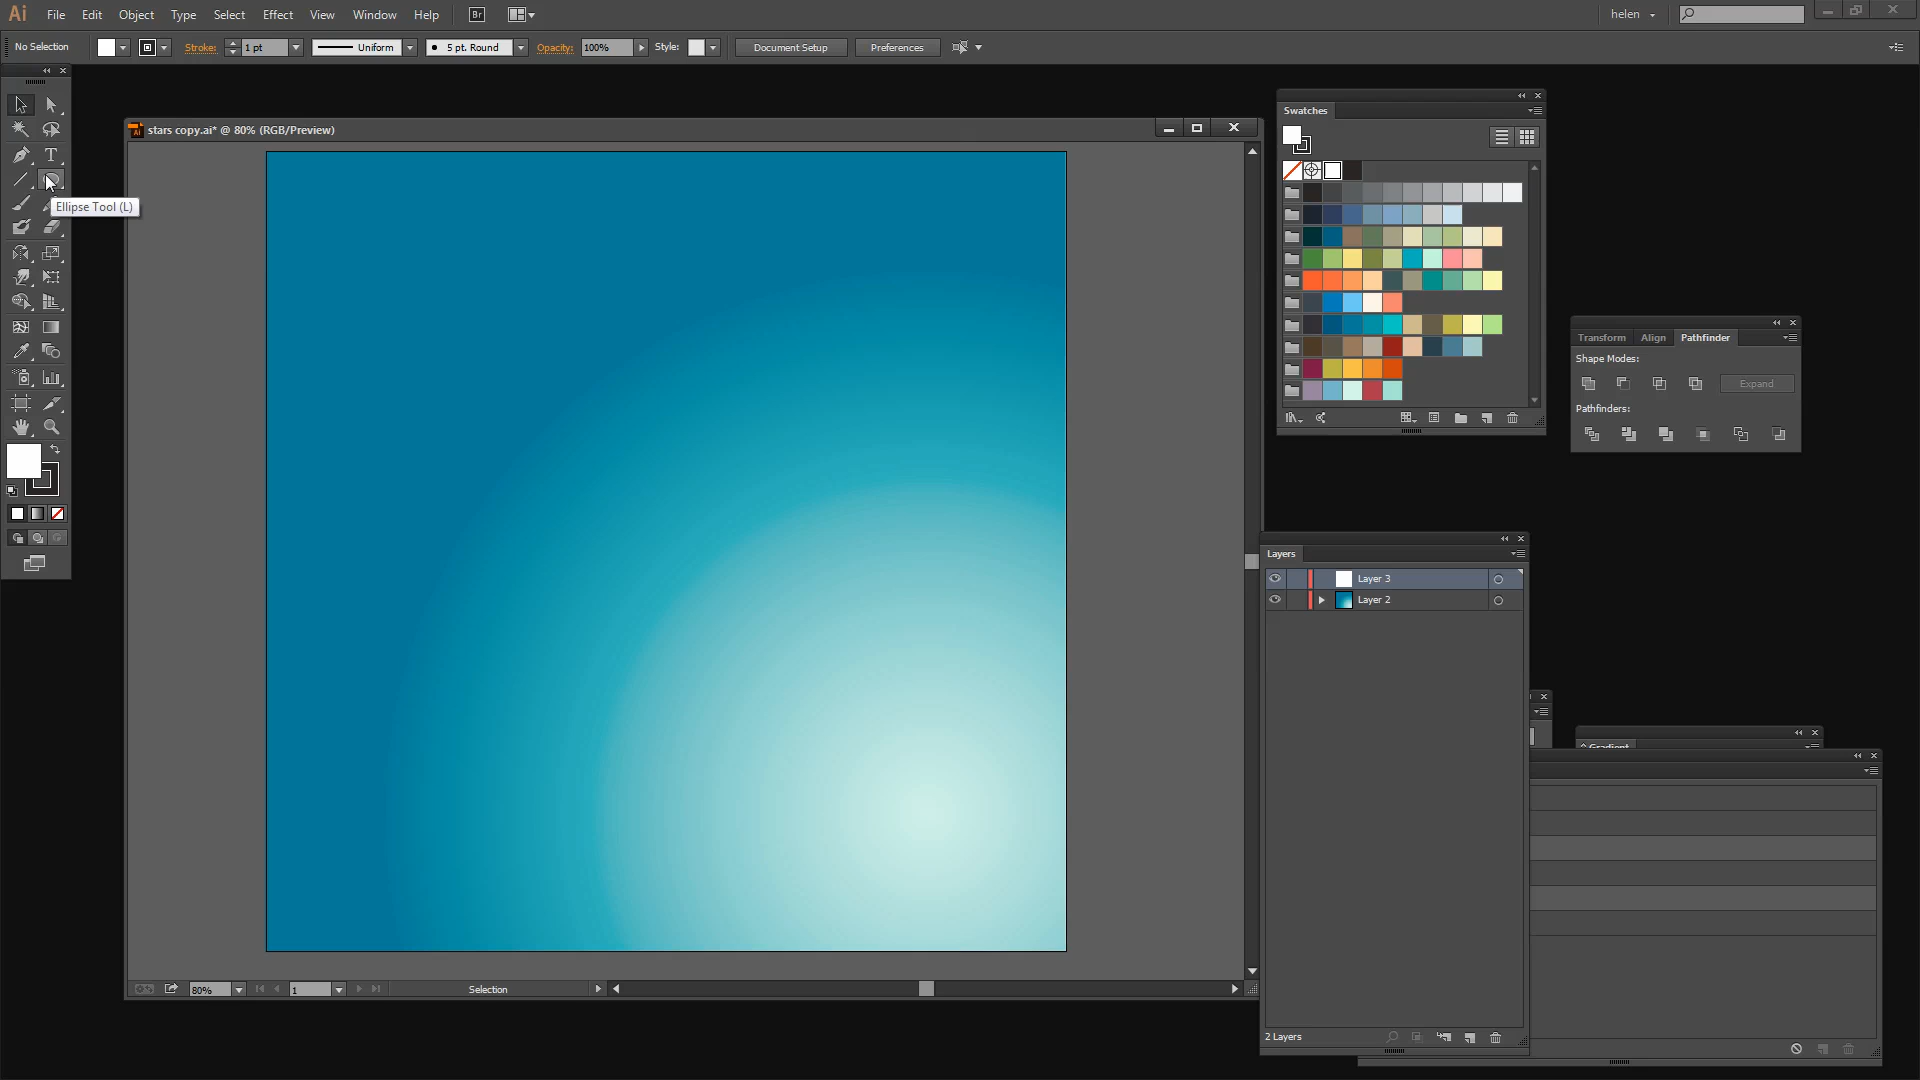 Ai File Edit Object Type Select Effect View Window Help Br helen
No Selection Stroke: 1 pt Uniform 5 pt. Round Opacity: 100% Style: Document Setup Preferences
stars copy.ai* @ 80% (RGB/Preview)
Ellipse Tool (L)
Swatches
Transform Align Pathfinder
Shape Modes:
Expand
Pathfinders:
Layers
Layer 3
Layer 2
Gradient
80% 1 Selection
2 Layers